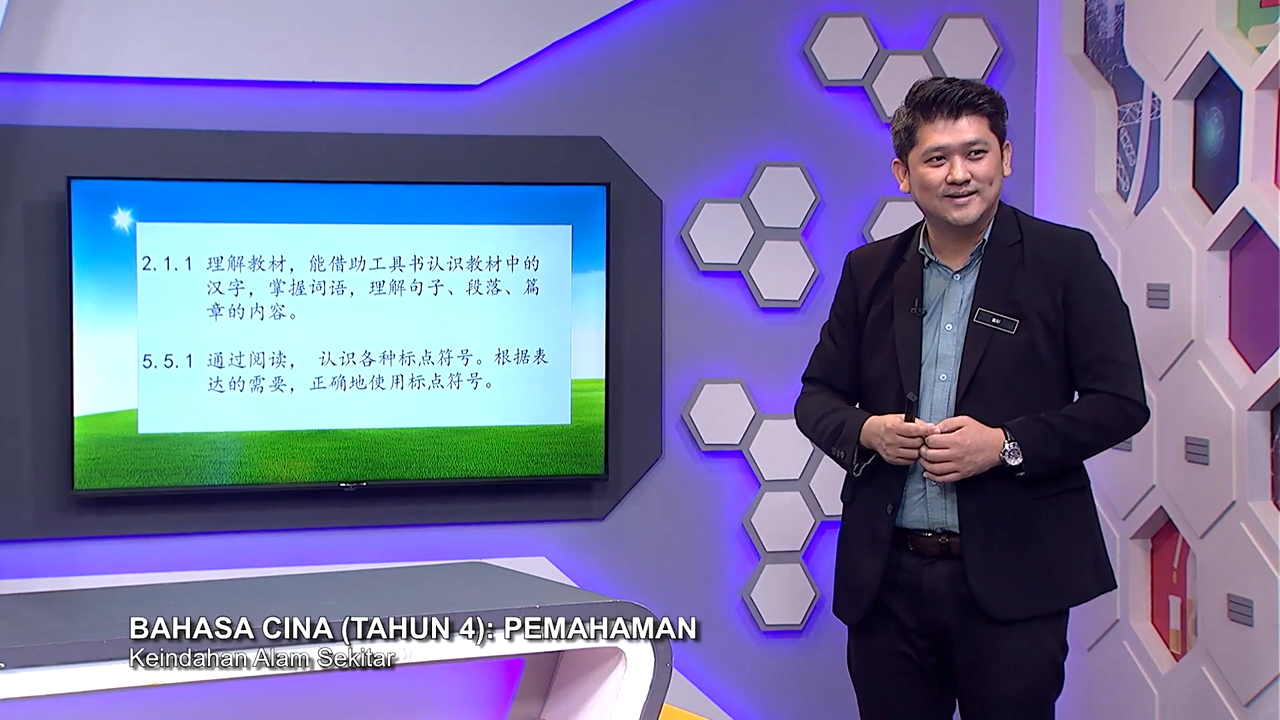 2.1.1 理解教材，能借助工具书认识教材中的
汉字，掌握词语，理解句子、段落、篇
章的内容。
5.5.1 通过阅读， 认识各种标点符号。根据表
达的需要，正确地使用标点符号。
BAHASA CINA (TAHUN 4): PEMAHAMAN
Keindahan Alam Sekitar